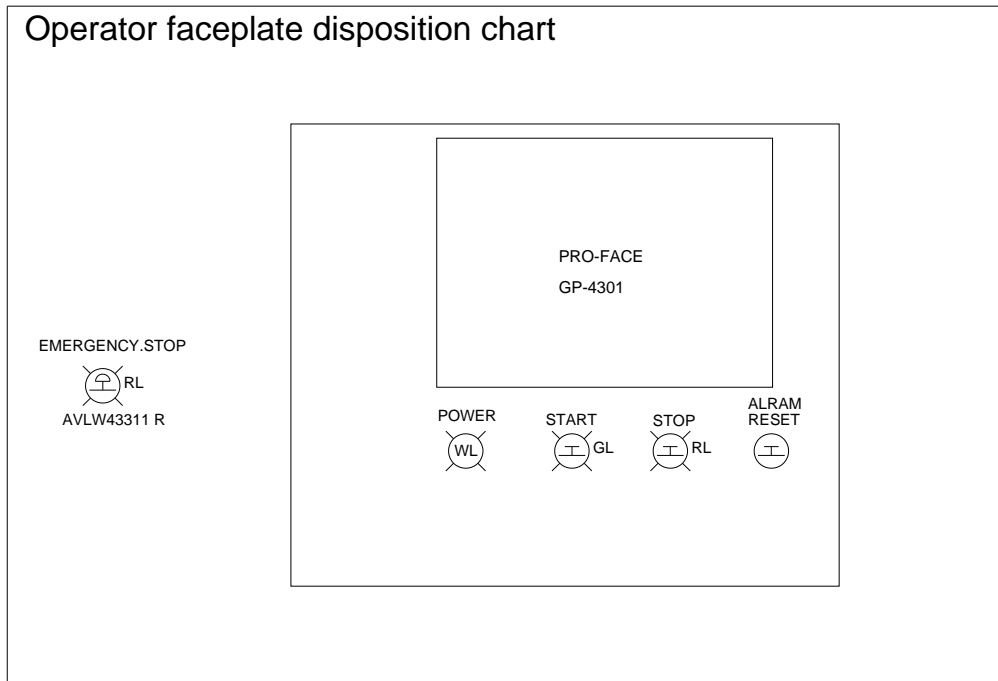 Operator faceplate disposition chart
PRO-FACE
GP-4301
EMERGENCY.STOP
RL
AVLW43311 R
POWER
WL
START
GL
STOP
RL
ALRAM
RESET